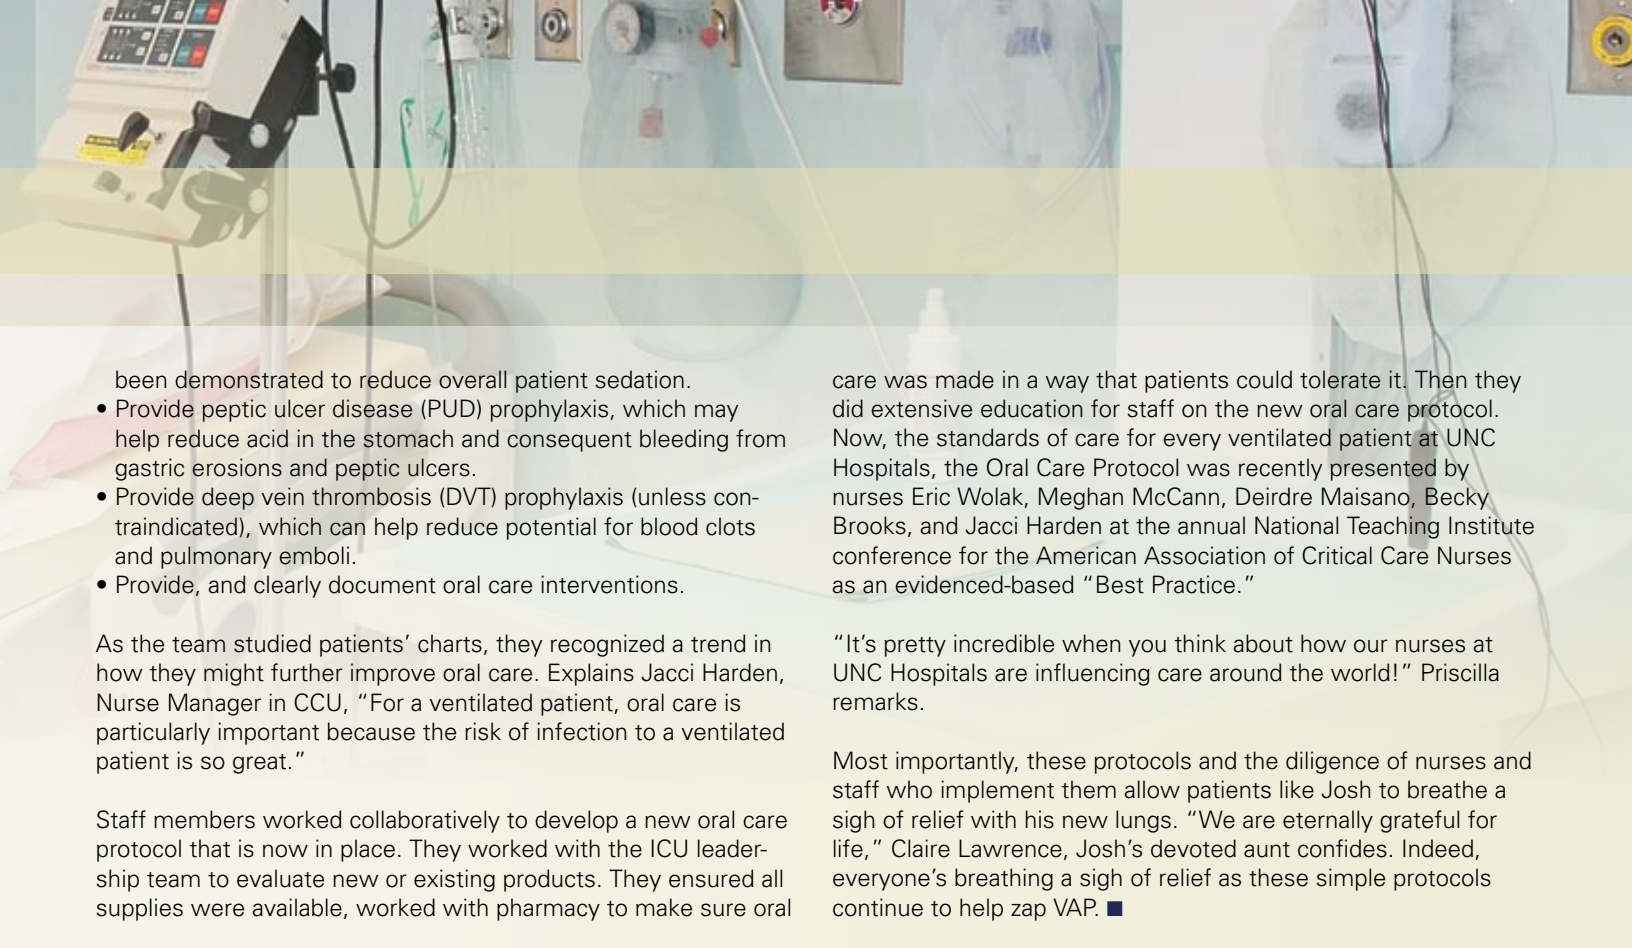 been demonstrated to reduce overall patient sedation.
• Provide peptic ulcer disease (PUD) prophylaxis, which may
help reduce acid in the stomach and consequent bleeding from
gastric erosions and peptic ulcers.
• Provide deep vein thrombosis (DVT) prophylaxis (unless con-
traindicated), which can help reduce potential for blood clots
and pulmonary emboli.
• Provide, and clearly document oral care interventions.
As the team studied patients’ charts, they recognized a trend in
how they might further improve oral care. Explains Jacci Harden,
Nurse Manager in CCU, “For a ventilated patient, oral care is
particularly important because the risk of infection to a ventilated
patient is so great.”
Staff members worked collaboratively to develop a new oral care
protocol that is now in place. They worked with the ICU leader-
ship team to evaluate new or existing products. They ensured all
supplies were available, worked with pharmacy to make sure oral
care was made in a way that patients could tolerate it. Then they
did extensive education for staff on the new oral care protocol.
Now, the standards of care for every ventilated patient at UNC
Hospitals, the Oral Care Protocol was recently presented by
nurses Eric Wolak, Meghan McCann, Deirdre Maisano, Becky
Brooks, and Jacci Harden at the annual National Teaching Institute
conference for the American Association of Critical Care Nurses
as an evidenced-based “Best Practice.”
“It’s pretty incredible when you think about how our nurses at
UNC Hospitals are influencing care around the world!” Priscilla
remarks.
Most importantly, these protocols and the diligence of nurses and
staff who implement them allow patients like Josh to breathe a
sigh of relief with his new lungs. “We are eternally grateful for
life,” Claire Lawrence, Josh’s devoted aunt confides. Indeed,
everyone’s breathing a sigh of relief as these simple protocols
continue to help zap VAP. ■